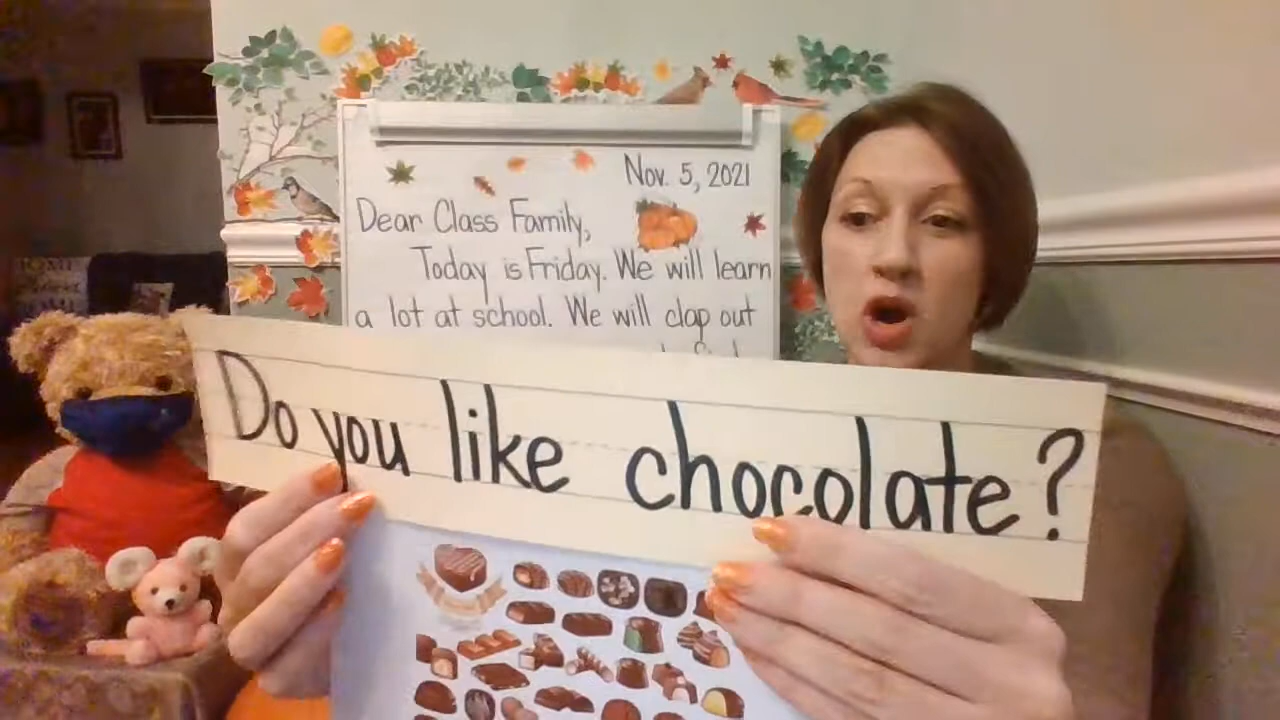 Nov. 5, 2021
Dear Class Family,
Today is Friday. We will learn
a lot at school. We will clap out
Do you like chocolate?